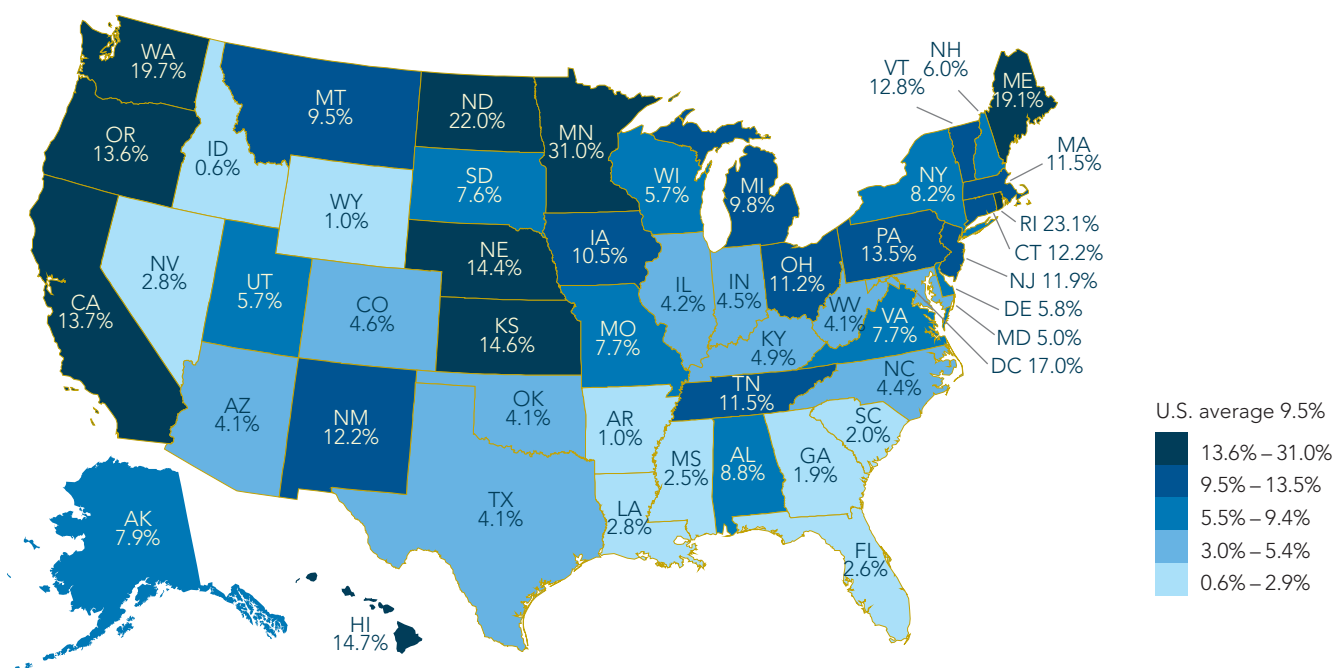 WA
19.7%
OR
13.6%
CA
13.7%
ID
0.6%
NV
2.8%
MT
9.5%
WY
1.0%
UT
5.7%
CO
4.6%
AZ
4.1%
NM
12.2%
ND
22.0%
SD
7.6%
NE
14.4%
KS
14.6%
OK
4.1%
TX
4.1%
MN
31.0%
IA
10.5%
MO
7.7%
AR
1.0%
LA
2.8%
WI
5.7%
IL
4.2%
MI
9.8%
IN
4.5%
OH
11.2%
KY
4.9%
TN
11.5%
MS
2.5%
AL
8.8%
GA
1.9%
FL
2.6%
SC
2.0%
NC
4.4%
VA
7.7%
WV
4.1%
PA
13.5%
NY
8.2%
VT
12.8%
NH
6.0%
ME
19.1%
MA
11.5%
RI 23.1%
CT 12.2%
NJ 11.9%
DE 5.8%
MD 5.0%
DC 17.0%
AK
7.9%
HI
14.7%
U.S. average 9.5%
13.6% – 31.0%
9.5% – 13.5%
5.5% – 9.4%
3.0% – 5.4%
0.6% – 2.9%